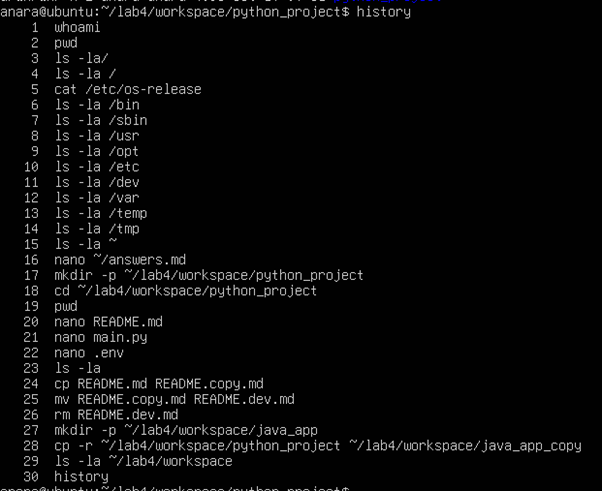 anara@ubuntu:~/lab4/workspace/python_project$ history
1 whoami
2 pwd
3 ls -la/
4 ls -la /
5 cat /etc/os-release
6 ls -la /bin
7 ls -la /sbin
8 ls -la /usr
9 ls -la /opt
10 ls -la /etc
11 ls -la /dev
12 ls -la /var
13 ls -la /temp
14 ls -la /tmp
15 ls -la ~
16 nano ~/answers.md
17 mkdir -p ~/lab4/workspace/python_project
18 cd ~/lab4/workspace/python_project
19 pwd
20 nano README.md
21 nano main.py
22 nano .env
23 ls -la
24 cp README.md README.copy.md
25 mv README.copy.md README.dev.md
26 rm README.dev.md
27 mkdir -p ~/lab4/workspace/java_app
28 cp -r ~/lab4/workspace/python_project ~/lab4/workspace/java_app_copy
29 ls -la ~/lab4/workspace
30 history
anara@ubuntu:~/lab4/workspace/python_project$